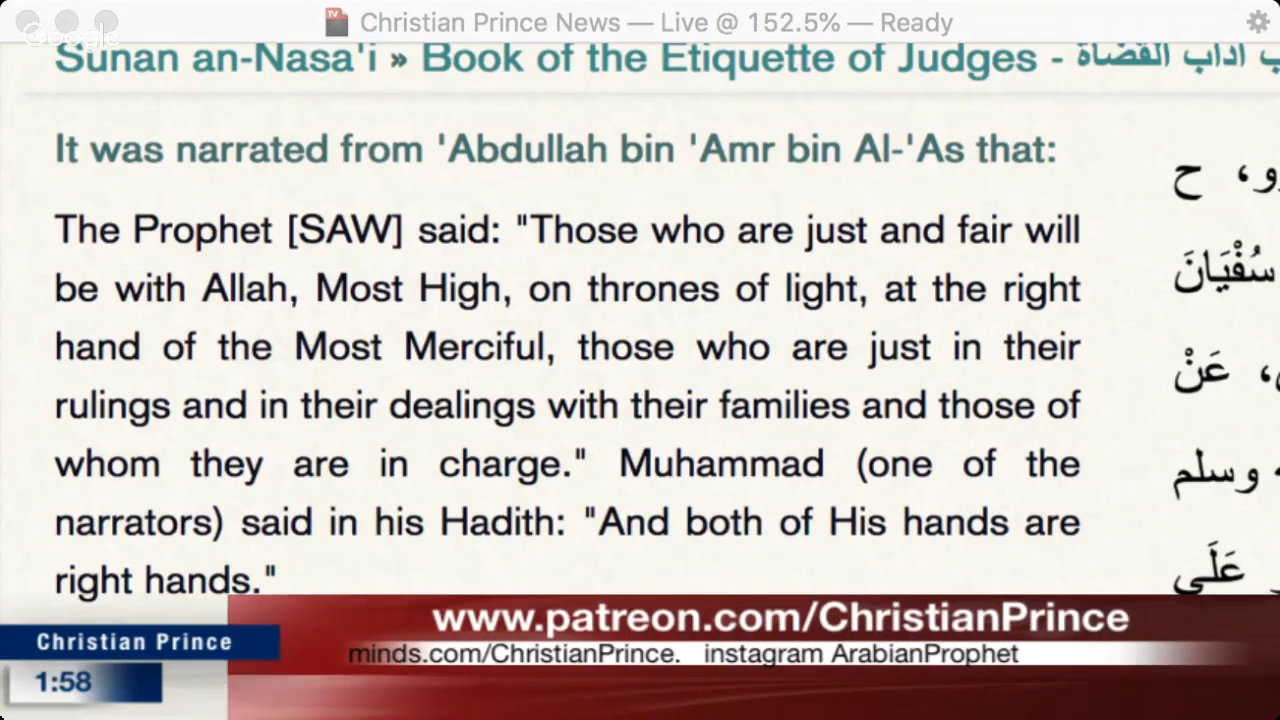 Christian Prince News — Live @ 152.5% — Ready
Google
Sunan an-Nasa'i » Book of the Etiquette of Judges - كتاب آداب القضاة
It was narrated from 'Abdullah bin 'Amr bin Al-'As that:
The Prophet [SAW] said: "Those who are just and fair will
be with Allah, Most High, on thrones of light, at the right
hand of the Most Merciful, those who are just in their
rulings and in their dealings with their families and those of
whom they are in charge." Muhammad (one of the
narrators) said in his Hadith: "And both of His hands are
right hands."
ح
سُفْيَانَ
عَنْ
وسلم
عَلَى
www.patreon.com/ChristianPrince
Christian Prince
minds.com/ChristianPrince. instagram ArabianProphet
1:58